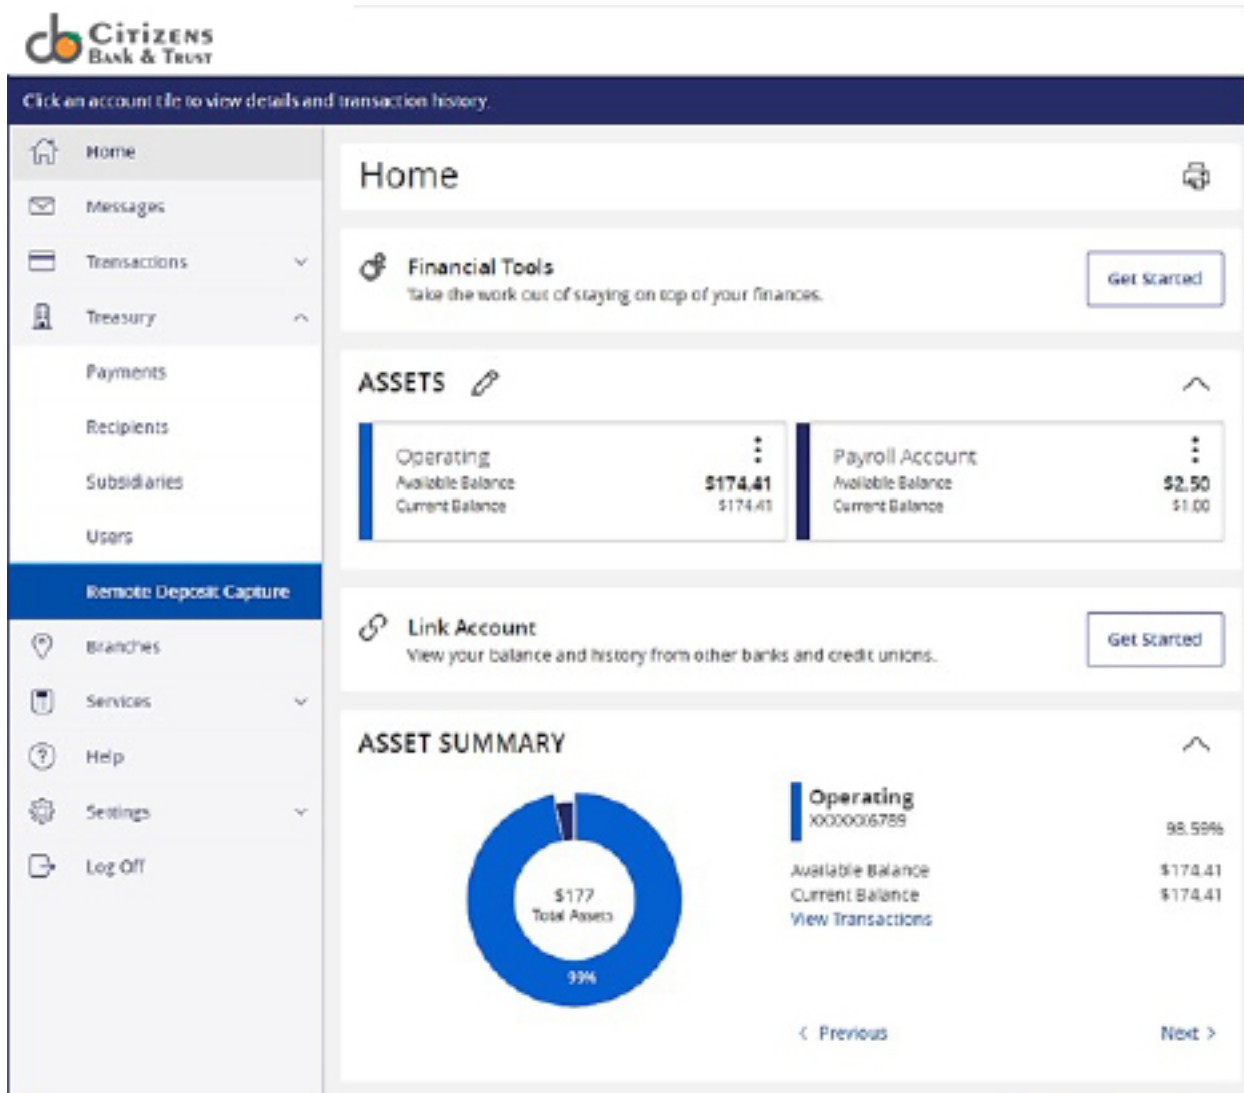 CITIZENS
BANK & TRUST
Click an account tile to view details and transaction history.
Home
Messages
Transactions
Treasury
Payments
Recipients
Subsidiaries
Users
Remote Deposit Capture
Branches
Services
Help
Settings
Log Off
Home
Financial Tools
Take the work out of staying on top of your finances.
Get Started
ASSETS
Operating
Available Balance $174.41
Current Balance $174.41
Payroll Account
Available Balance $2.50
Current Balance $1.00
Link Account
View your balance and history from other banks and credit unions.
Get Started
ASSET SUMMARY
$177
Total Assets
99%
Operating
XXXXXX6789
98.59%
Available Balance $174.41
Current Balance $174.41
View Transactions
< Previous Next >